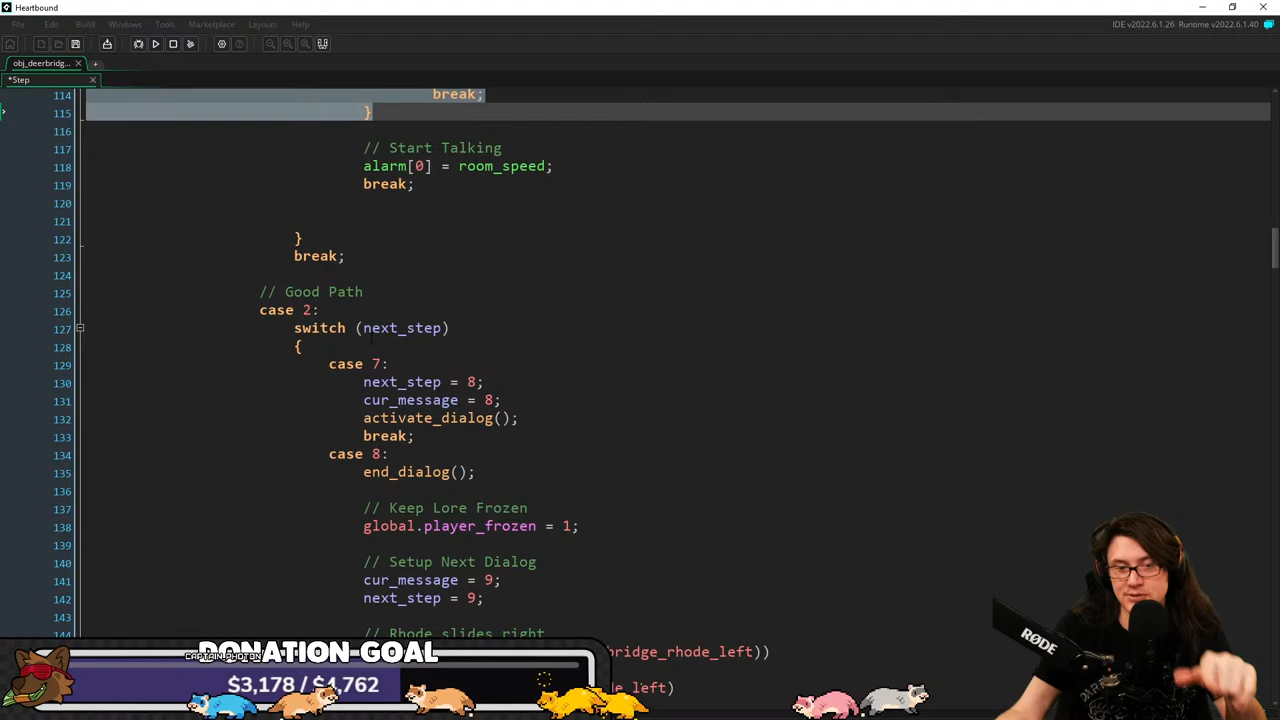 Heartbound
File Edit Build Windows Tools Marketplace Layouts Help
IDE v2022.6.1.26 Runtime v2022.6.1.40
obj_deerbridg...
*Step
114 break;
115 }
116
117 // Start Talking
118 alarm[0] = room_speed;
119 break;
120
121
122 }
123 break;
124
125 // Good Path
126 case 2:
127 switch (next_step)
128 {
129 case 7:
130 next_step = 8;
131 cur_message = 8;
132 activate_dialog();
133 break;
134 case 8:
135 end_dialog();
136
137 // Keep Lore Frozen
138 global.player_frozen = 1;
139
140 // Setup Next Dialog
141 cur_message = 9;
142 next_step = 9;
143
144 // Rhode slides right
bridge_rhode_left))
e_left)
DONATION GOAL
$3,178 / $4,762
RØDE